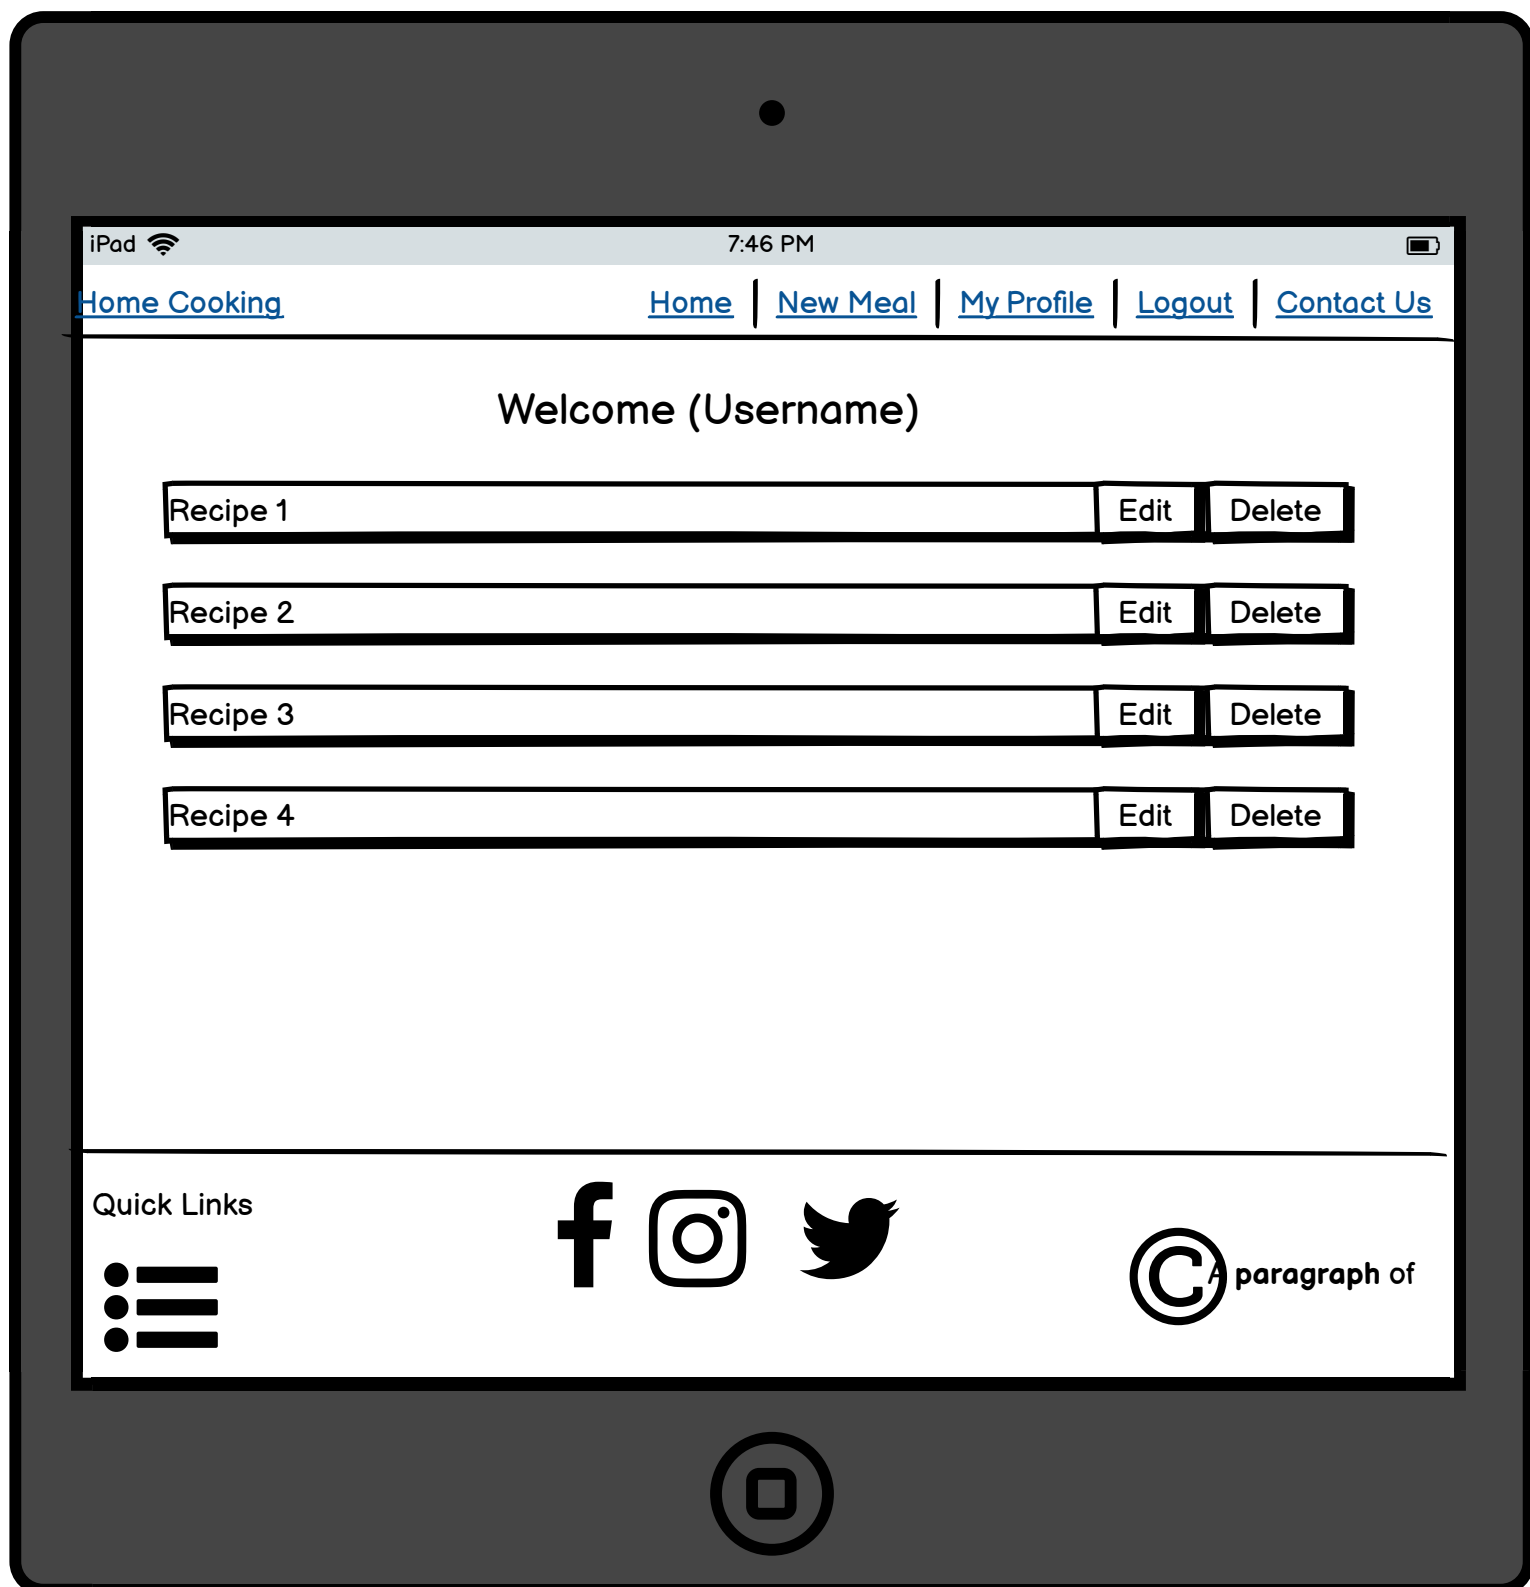 iPad 7:46 PM
Home Cooking Home New Meal My Profile Logout Contact Us
Welcome (Username)
Recipe 1 Edit Delete
Recipe 2 Edit Delete
Recipe 3 Edit Delete
Recipe 4 Edit Delete
Quick Links
© A paragraph of